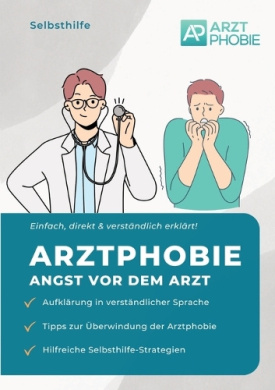 Selbsthilfe
AP ARZT
PHOBIE
Einfach, direkt & verständlich erklärt!
ARZTPHOBIE
ANGST VOR DEM ARZT
Aufklärung in verständlicher Sprache
Tipps zur Überwindung der Arztphobie
Hilfreiche Selbsthilfe-Strategien